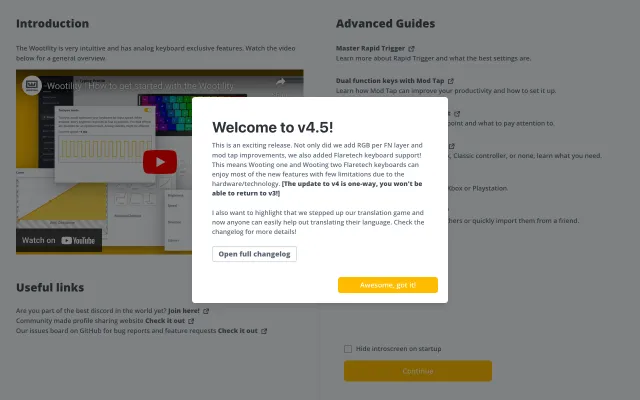 Introduction
The Wootility is very intuitive and has analog keyboard exclusive features. Watch the video
below for a general overview.
Wootility | How to get started with the Wootility
Watch on YouTube
Useful links
Are you part of the best discord in the world yet? Join here!
Community made profile sharing website Check it out
Our issues board on GitHub for bug reports and feature requests Check it out
Welcome to v4.5!
This is an exciting release. Not only did we add RGB per FN layer and
mod tap improvements, we also added Flaretech keyboard support!
This means Wooting one and Wooting two Flaretech keyboards can
enjoy most of the new features with few limitations due to the
hardware/technology. [The update to v4 is one-way, you won't be
able to return to v3!]
I also want to highlight that we stepped up our translation game and
now anyone can easily help out translating their language. Check the
changelog for more details!
Open full changelog
Awesome, got it!
Advanced Guides
Master Rapid Trigger
Learn more about Rapid Trigger and what the best settings are.
Dual function keys with Mod Tap
Learn how Mod Tap can improve your productivity and how to set it up.
point and what to pay attention to.
, Classic controller, or none; learn what you need.
Xbox or Playstation.
or quickly import them from a friend.
Hide introscreen on startup
Continue